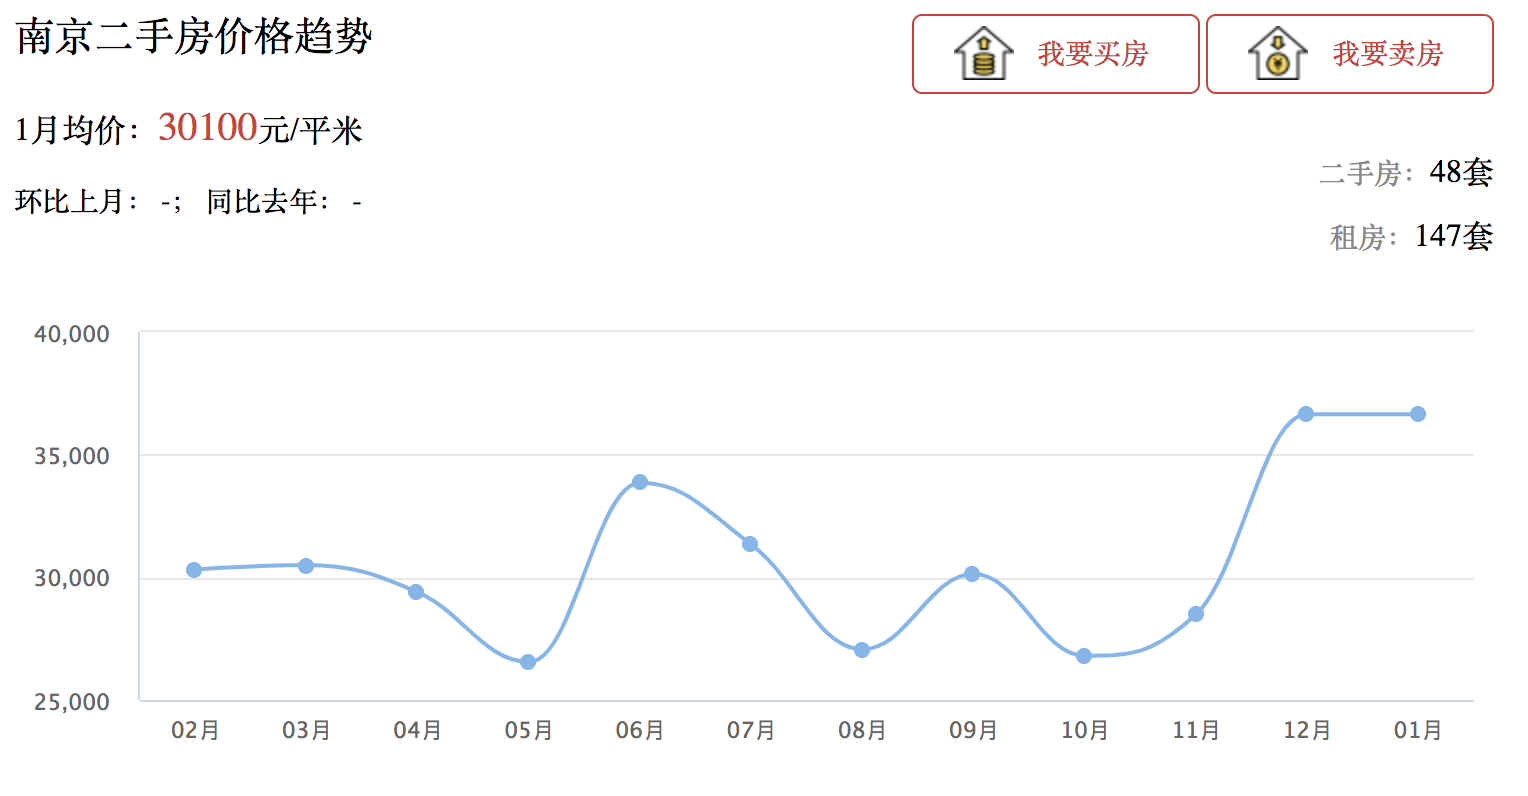 南京二手房价格趋势
我要买房
我要卖房
1月均价：30100元/平米
环比上月： -； 同比去年： -
二手房：48套
租房：147套
40,000
35,000
30,000
25,000
02月 03月 04月 05月 06月 07月 08月 09月 10月 11月 12月 01月